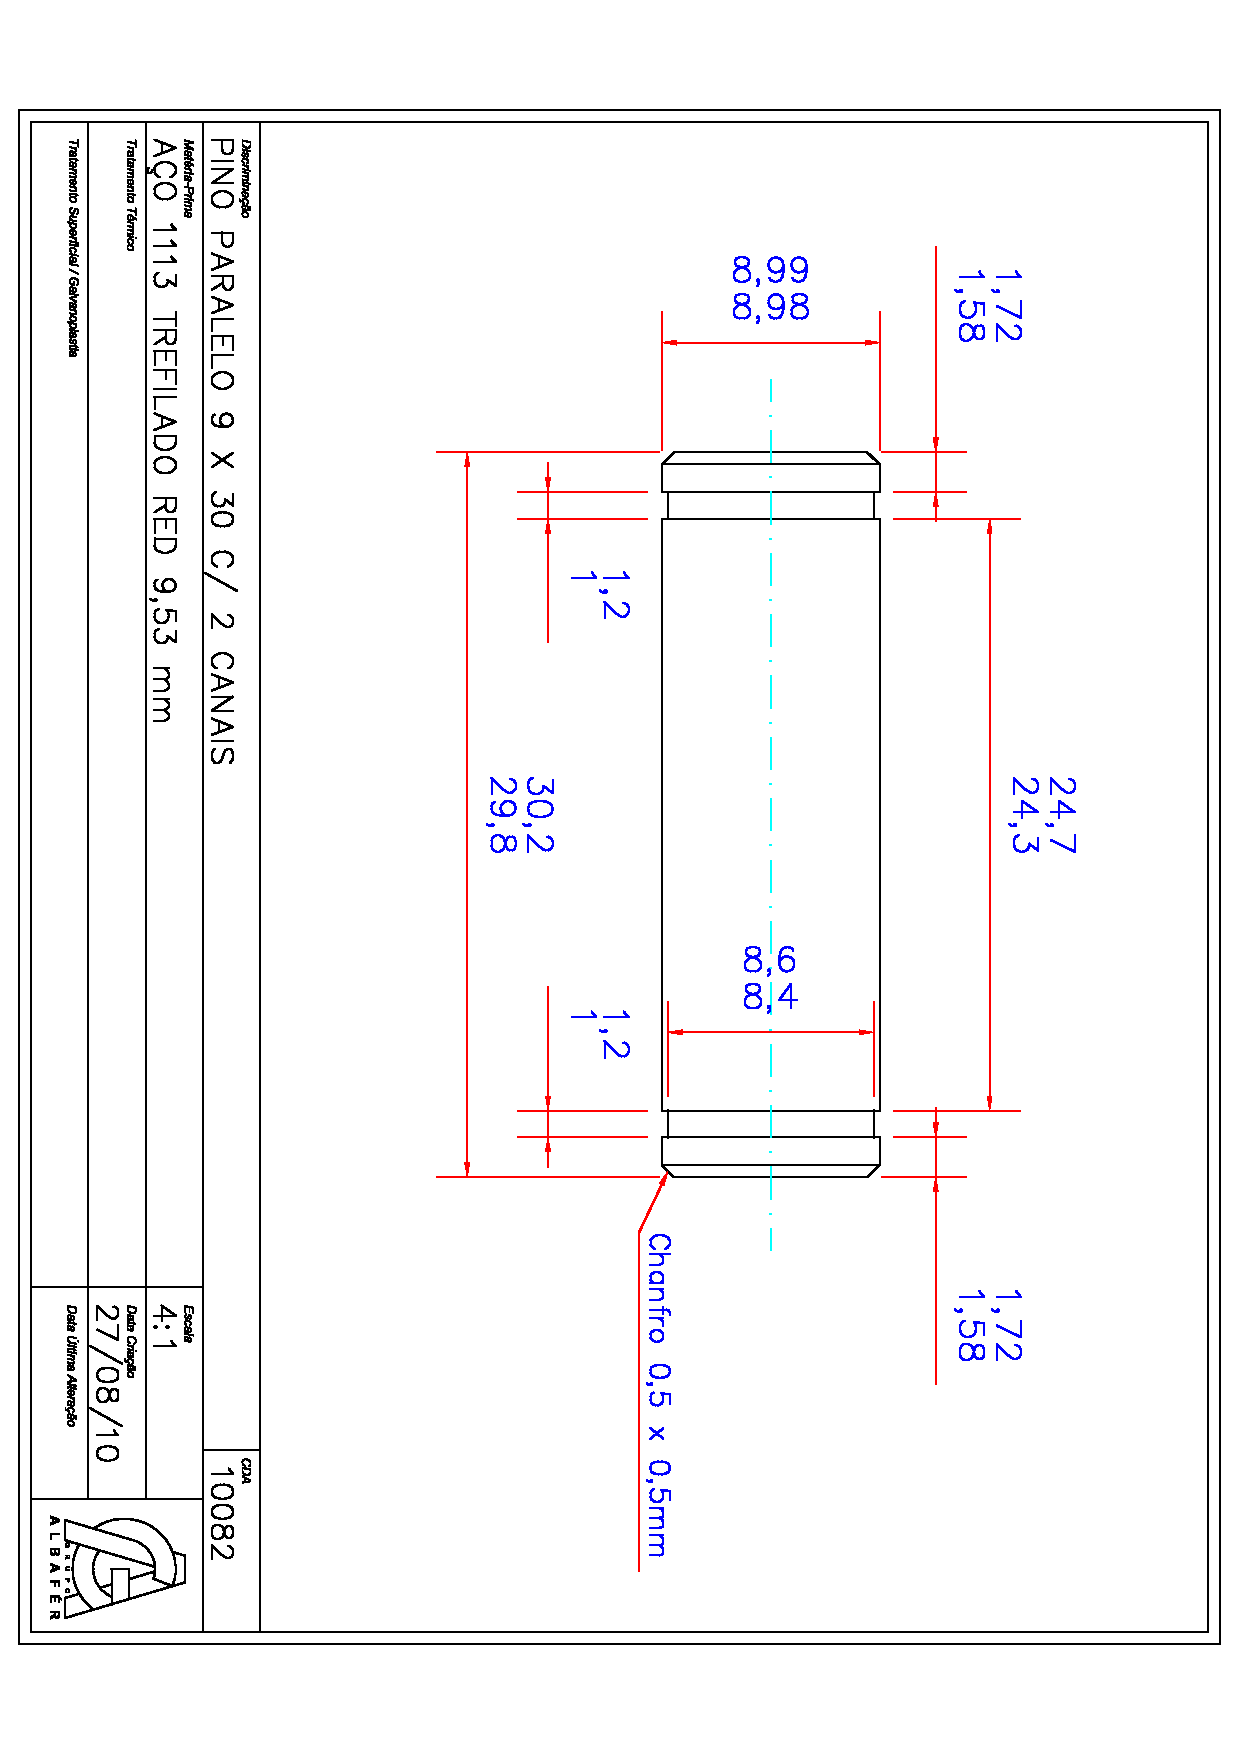 1,72
1,58
24,7
24,3
1,72
1,58
8,99
8,98
8,6
8,4
1,2
1
1,2
1
30,2
29,8
Chanfro 0,5 x 0,5mm
Discriminação
PINO PARALELO 9 X 30 C/ 2 CANAIS
CDA
10082
Matéria-Prima
AÇO 1113 TREFILADO RED 9,53 mm
Escala
4:1
Tratamento Térmico
Data Criação
27/08/10
Tratamento Superficial / Galvanoplastia
Data Última Alteração
GRUPO
ALBAFÉR